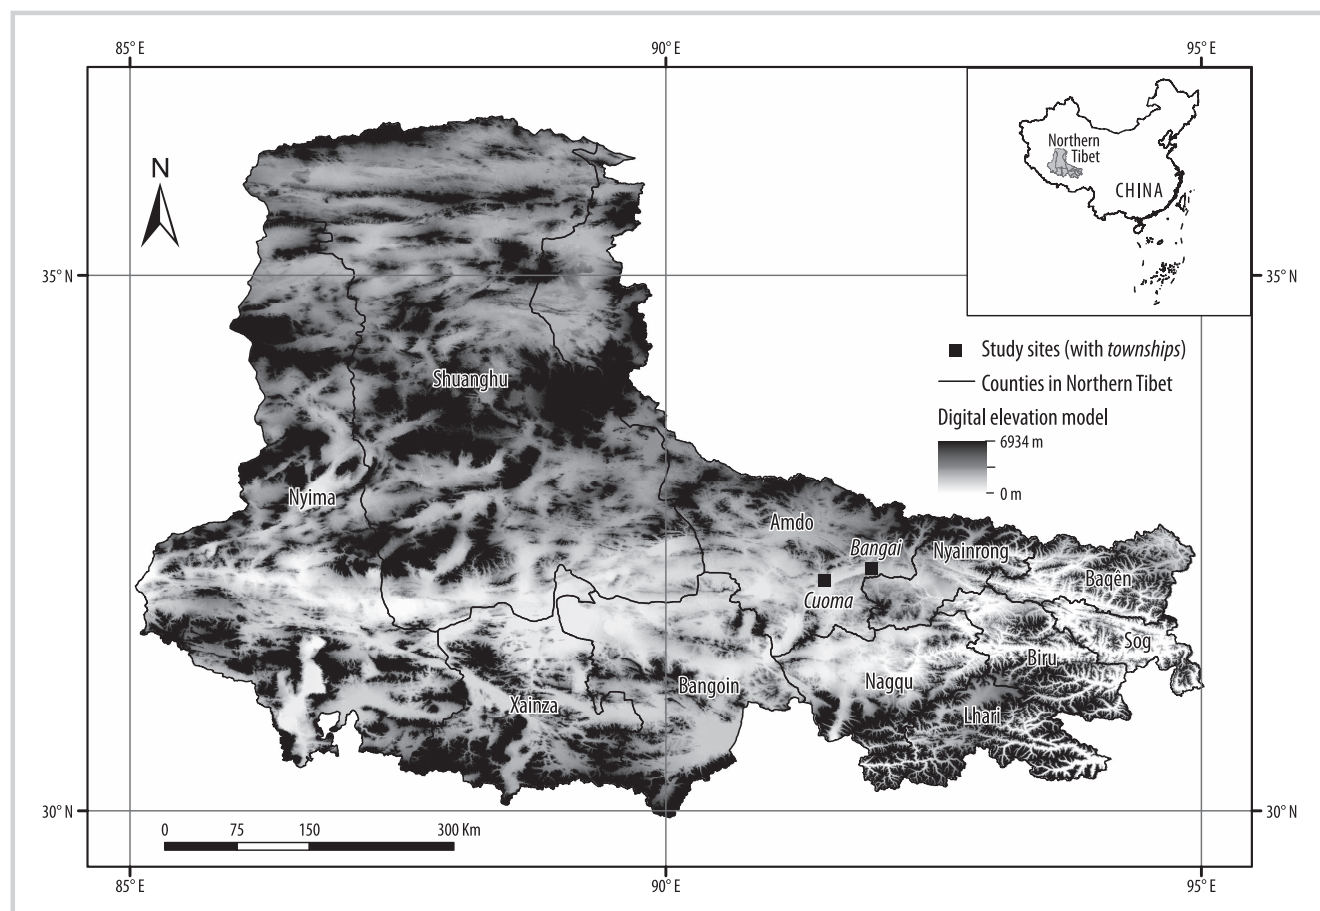 85° E
90° E
95° E
N
Northern
Tibet
CHINA
35° N
35° N
Study sites (with townships)
Counties in Northern Tibet
Digital elevation model
6934 m
0 m
Shuanghu
Nyima
Amdo
Bangai
Nyainrong
Baqên
Cuoma
Sog
Biru
Nagqu
Bangoin
Xainza
Lhari
30° N
30° N
0
75
150
300 Km
85° E
90° E
95° E